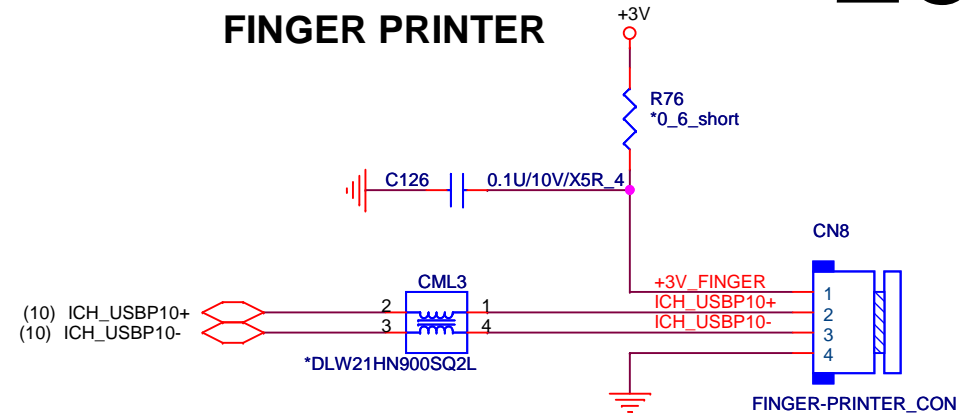 FINGER PRINTER
+3V
R76
*0_6_short
C126
0.1U/10V/X5R_4
CN8
CML3
+3V_FINGER
1
(10) ICH_USBP10+
2
1
ICH_USBP10+
2
(10) ICH_USBP10-
3
4
ICH_USBP10-
3
4
*DLW21HN900SQ2L
FINGER-PRINTER_CON